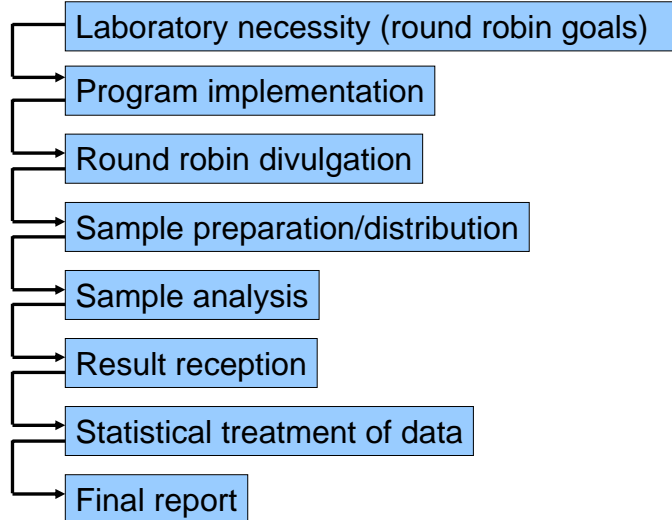 Laboratory necessity (round robin goals)
Program implementation
Round robin divulgation
Sample preparation/distribution
Sample analysis
Result reception
Statistical treatment of data
Final report